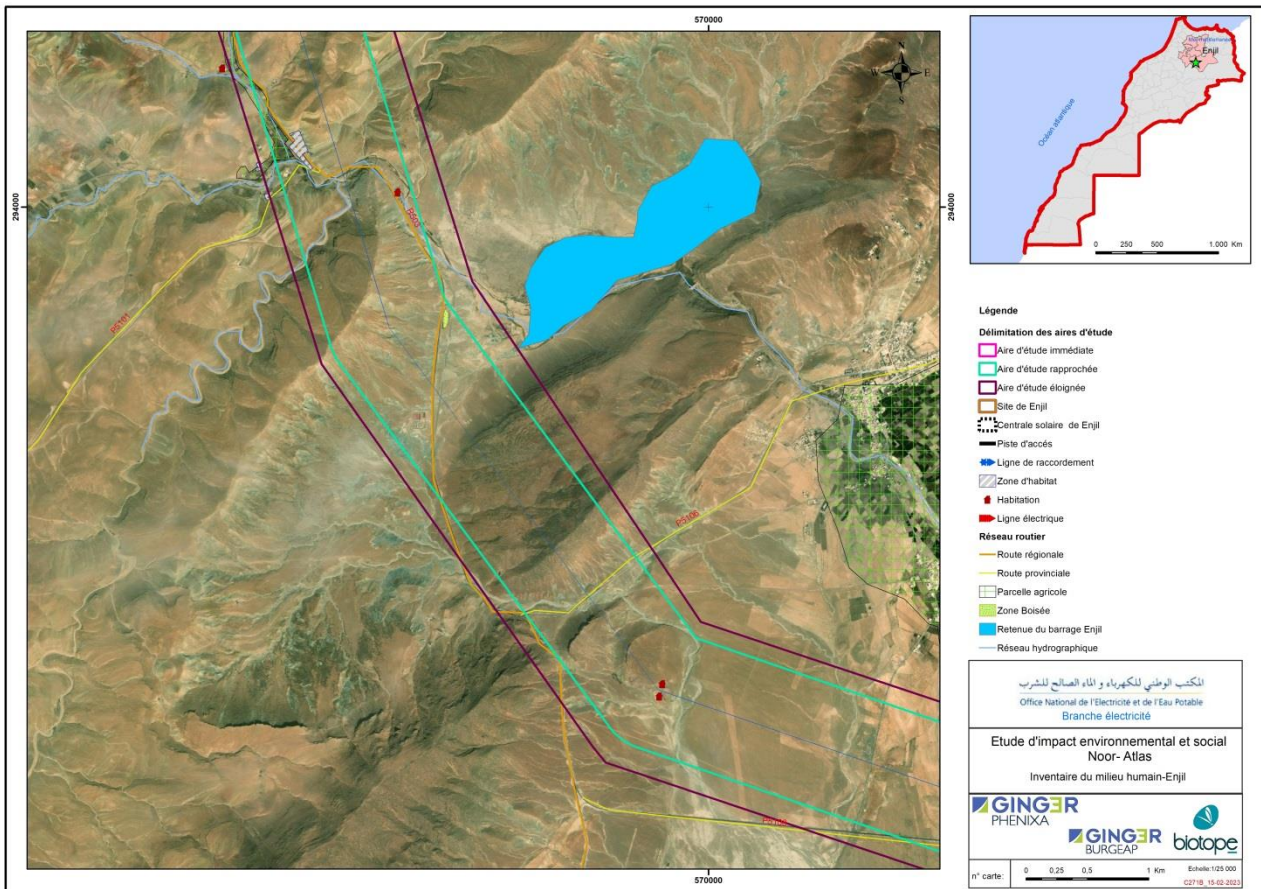 570000
294000
294000
570000
N
W
E
S
R503
P5101
P5106
Enjil
Océan atlantique
0 250 500 1.000 Km
Légende
Délimitation des aires d'étude
Aire d'étude immédiate
Aire d'étude rapprochée
Aire d'étude éloignée
Site de Enjil
Centrale solaire de Enjil
Piste d'accés
Ligne de raccordement
Zone d'habitat
Habitation
Ligne électrique
Réseau routier
Route régionale
Route provinciale
Parcelle agricole
Zone Boisée
Retenue du barrage Enjil
Réseau hydrographique
المكتب الوطني للكهرباء و الماء الصالح للشرب
Office National de l'Electricité et de l'Eau Potable
Branche électricité
Etude d'impact environnemental et social
Noor- Atlas
Inventaire du milieu humain-Enjil
GINGER
PHENIXA
GINGER
BURGEAP
biotope
n° carte:
0 0,25 0,5 1 Km
Echelle:1/25 000
C271B_15-02-2023